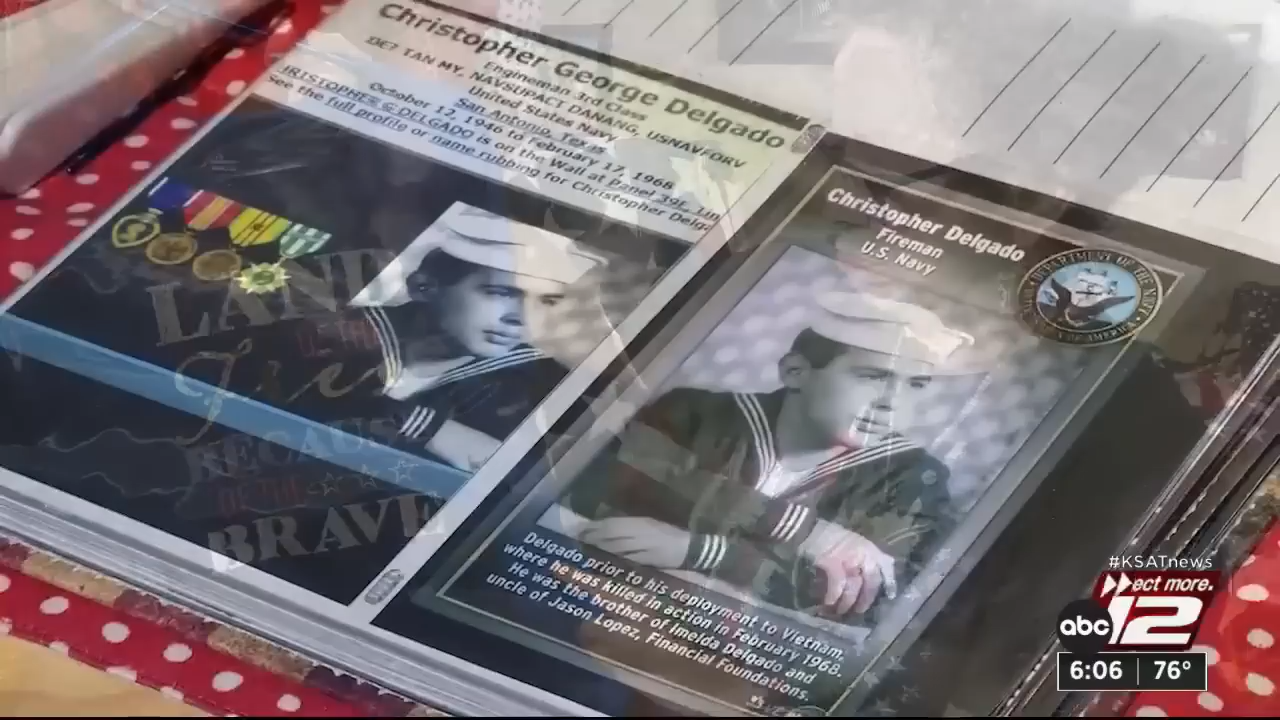 Christopher George Delgado
Engineman 3rd Class
DET TAN MY, NAVSUPACT DANANG, USNAVFORV
United States Navy
San Antonio, Texas
October 12, 1946 to February 17, 1968
CHRISTOPHER G DELGADO is on the Wall at Panel 39E, Lin
See the full profile or name rubbing for Christopher Delga
LAND
OF THE
Free
BECAUSE
OF THE
BRAVE
Christopher Delgado
Fireman
U.S. Navy
DEPARTMENT OF THE NAVY
OF AMERICA
Delgado prior to his deployment to Vietnam,
where he was killed in action in February 1968.
He was the brother of Imelda Delgado and
uncle of Jason Lopez, Financial Foundations.
#KSATnews
ect more.
abc 12
6:06 76°